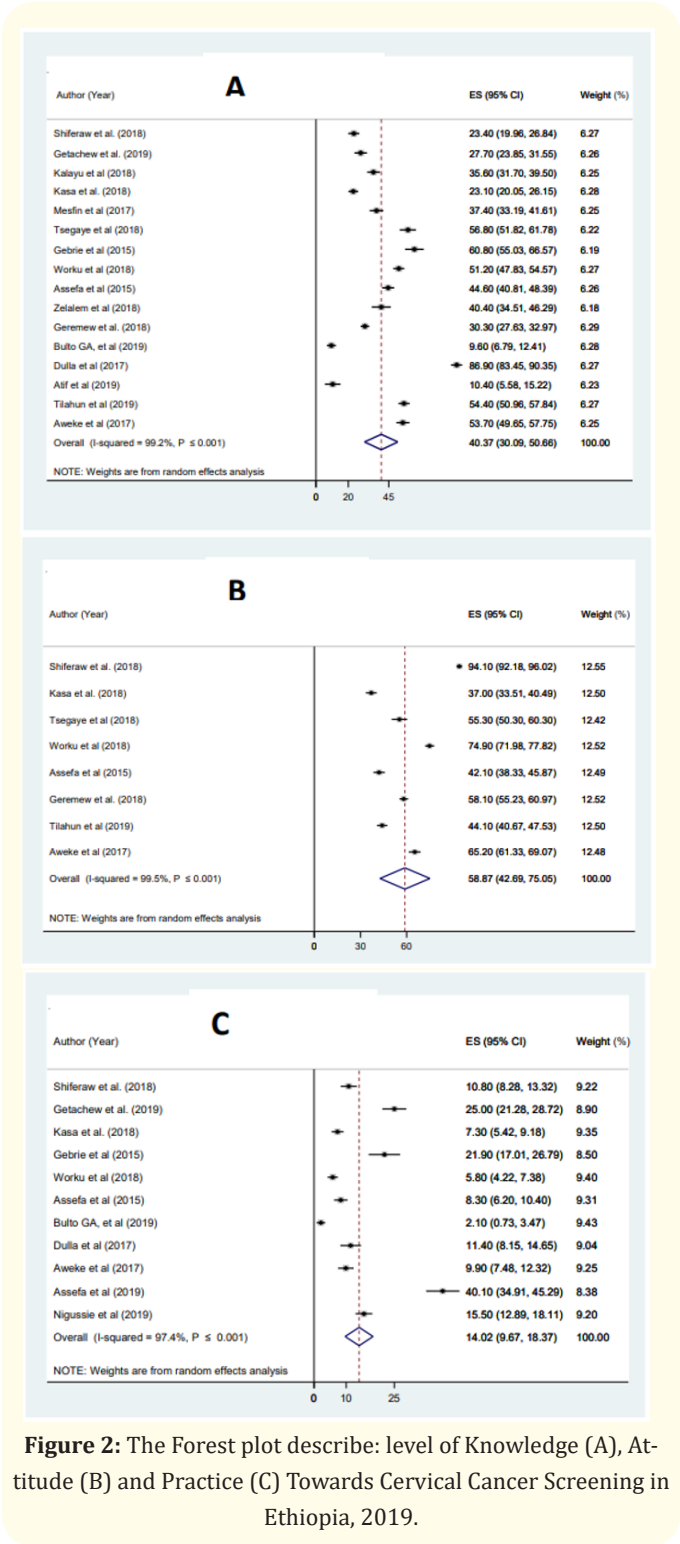 A
Author (Year) ES (95% CI) Weight (%)
Shiferaw et al. (2018) 23.40 (19.96, 26.84) 6.27
Getachew et al. (2019) 27.70 (23.85, 31.55) 6.26
Kalayu et al (2018) 35.60 (31.70, 39.50) 6.25
Kasa et al. (2018) 23.10 (20.05, 26.15) 6.28
Mesfin et al (2017) 37.40 (33.19, 41.61) 6.25
Tsegaye et al (2018) 56.80 (51.82, 61.78) 6.22
Gebrie et al (2015) 60.80 (55.03, 66.57) 6.19
Worku et al (2018) 51.20 (47.83, 54.57) 6.27
Assefa et al (2015) 44.60 (40.81, 48.39) 6.26
Zelalem et al (2018) 40.40 (34.51, 46.29) 6.18
Geremew et al. (2018) 30.30 (27.63, 32.97) 6.29
Bulto GA, et al (2019) 9.60 (6.79, 12.41) 6.28
Dulla et al (2017) 86.90 (83.45, 90.35) 6.27
Atif et al (2019) 10.40 (5.58, 15.22) 6.23
Tilahun et al (2019) 54.40 (50.96, 57.84) 6.27
Aweke et al (2017) 53.70 (49.65, 57.75) 6.25
Overall (I-squared = 99.2%, P ≤ 0.001) 40.37 (30.09, 50.66) 100.00
NOTE: Weights are from random effects analysis
0 20 45
B
Author (Year) ES (95% CI) Weight (%)
Shiferaw et al. (2018) 94.10 (92.18, 96.02) 12.55
Kasa et al. (2018) 37.00 (33.51, 40.49) 12.50
Tsegaye et al (2018) 55.30 (50.30, 60.30) 12.42
Worku et al (2018) 74.90 (71.98, 77.82) 12.52
Assefa et al (2015) 42.10 (38.33, 45.87) 12.49
Geremew et al. (2018) 58.10 (55.23, 60.97) 12.52
Tilahun et al (2019) 44.10 (40.67, 47.53) 12.50
Aweke et al (2017) 65.20 (61.33, 69.07) 12.48
Overall (I-squared = 99.5%, P ≤ 0.001) 58.87 (42.69, 75.05) 100.00
NOTE: Weights are from random effects analysis
0 30 60
C
Author (Year) ES (95% CI) Weight (%)
Shiferaw et al. (2018) 10.80 (8.28, 13.32) 9.22
Getachew et al. (2019) 25.00 (21.28, 28.72) 8.90
Kasa et al. (2018) 7.30 (5.42, 9.18) 9.35
Gebrie et al (2015) 21.90 (17.01, 26.79) 8.50
Worku et al (2018) 5.80 (4.22, 7.38) 9.40
Assefa et al (2015) 8.30 (6.20, 10.40) 9.31
Bulto GA, et al (2019) 2.10 (0.73, 3.47) 9.43
Dulla et al (2017) 11.40 (8.15, 14.65) 9.04
Aweke et al (2017) 9.90 (7.48, 12.32) 9.25
Assefa et al (2019) 40.10 (34.91, 45.29) 8.38
Nigussie et al (2019) 15.50 (12.89, 18.11) 9.20
Overall (I-squared = 97.4%, P ≤ 0.001) 14.02 (9.67, 18.37) 100.00
NOTE: Weights are from random effects analysis
0 10 25
Figure 2: The Forest plot describe: level of Knowledge (A), At-
titude (B) and Practice (C) Towards Cervical Cancer Screening in
Ethiopia, 2019.